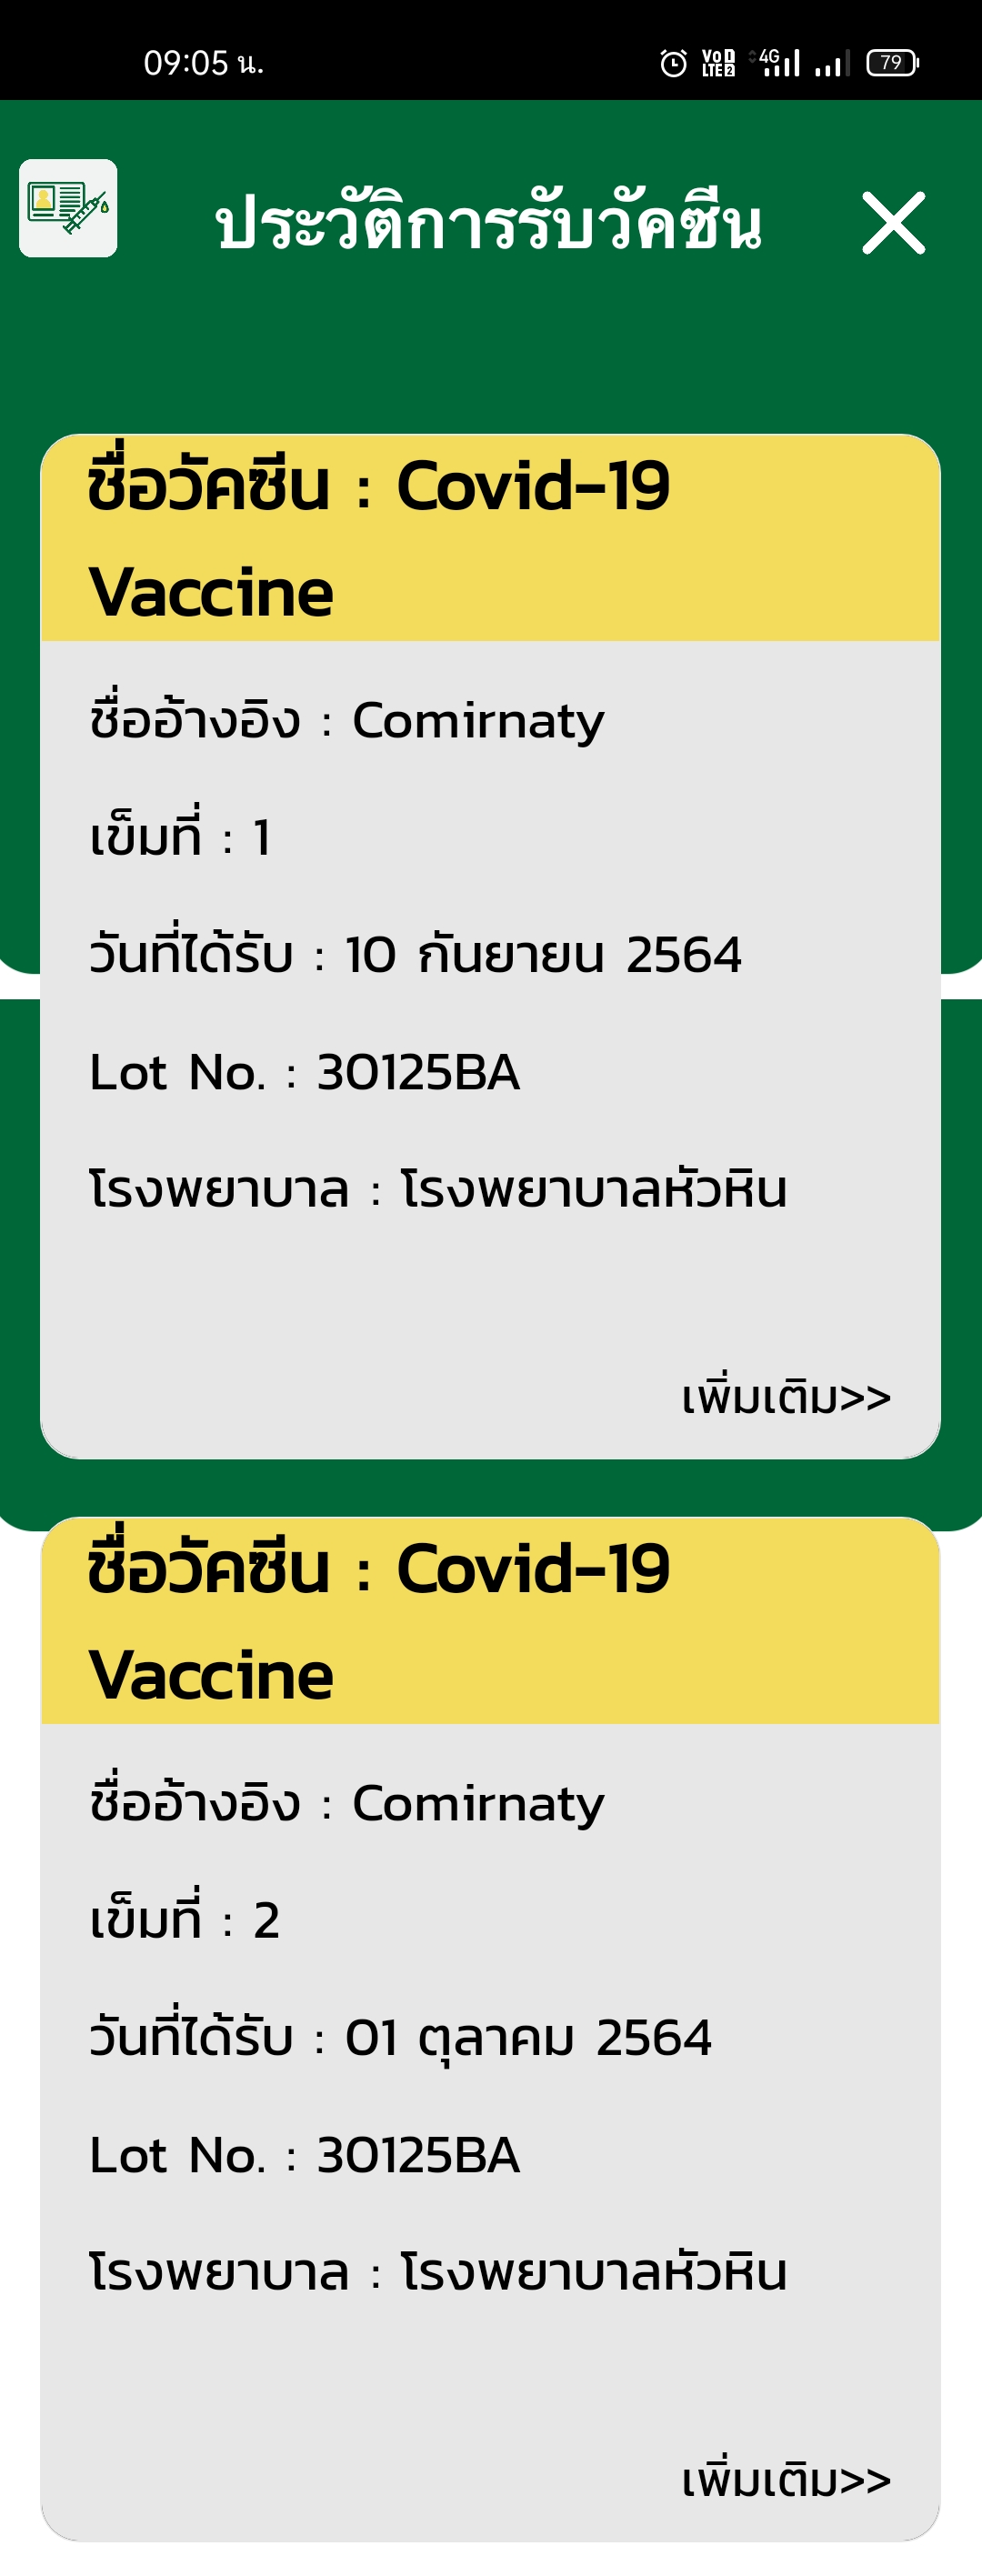 09:05 น.
Vo 1
LTE 2
4G
79
ประวัติการรับวัคซีน
ชื่อวัคซีน : Covid-19
Vaccine
ชื่ออ้างอิง : Comirnaty
เข็มที่ : 1
วันที่ได้รับ : 10 กันยายน 2564
Lot No. : 30125BA
โรงพยาบาล : โรงพยาบาลหัวหิน
เพิ่มเติม>>
ชื่อวัคซีน : Covid-19
Vaccine
ชื่ออ้างอิง : Comirnaty
เข็มที่ : 2
วันที่ได้รับ : 01 ตุลาคม 2564
Lot No. : 30125BA
โรงพยาบาล : โรงพยาบาลหัวหิน
เพิ่มเติม>>